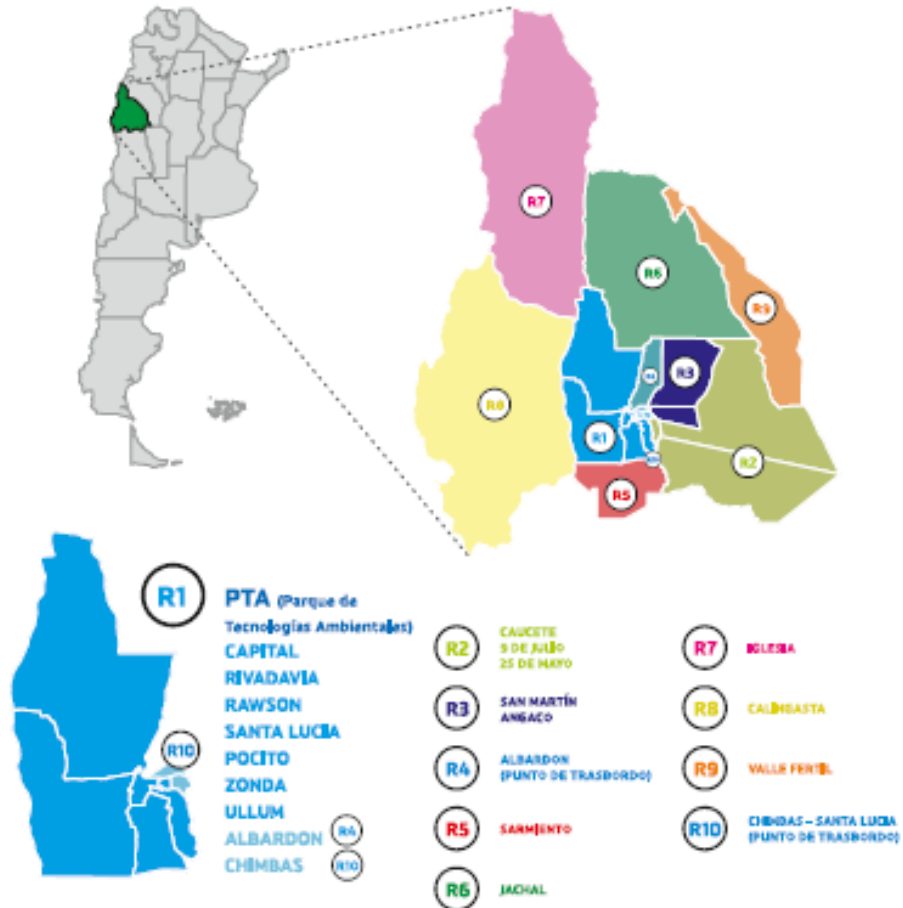 R7
R6
R9
R4
R3
R8
R1
R2
R10
R5
R1
PTA (Parque de
Tecnologías Ambientales)
CAPITAL
RIVADAVIA
RAWSON
SANTA LUCIA
POCITO
ZONDA
ULLUM
ALBARDON R4
CHIMBAS R10
R10
R2
CAUCETE
9 DE JULIO
25 DE MAYO
R3
SAN MARTÍN
ANGACO
R4
ALBARDON
(PUNTO DE TRASBORDO)
R5
SARMIENTO
R6
JACHAL
R7
IGLESIA
R8
CALINGASTA
R9
VALLE FERTIL
R10
CHIMBAS – SANTA LUCIA
(PUNTO DE TRASBORDO)